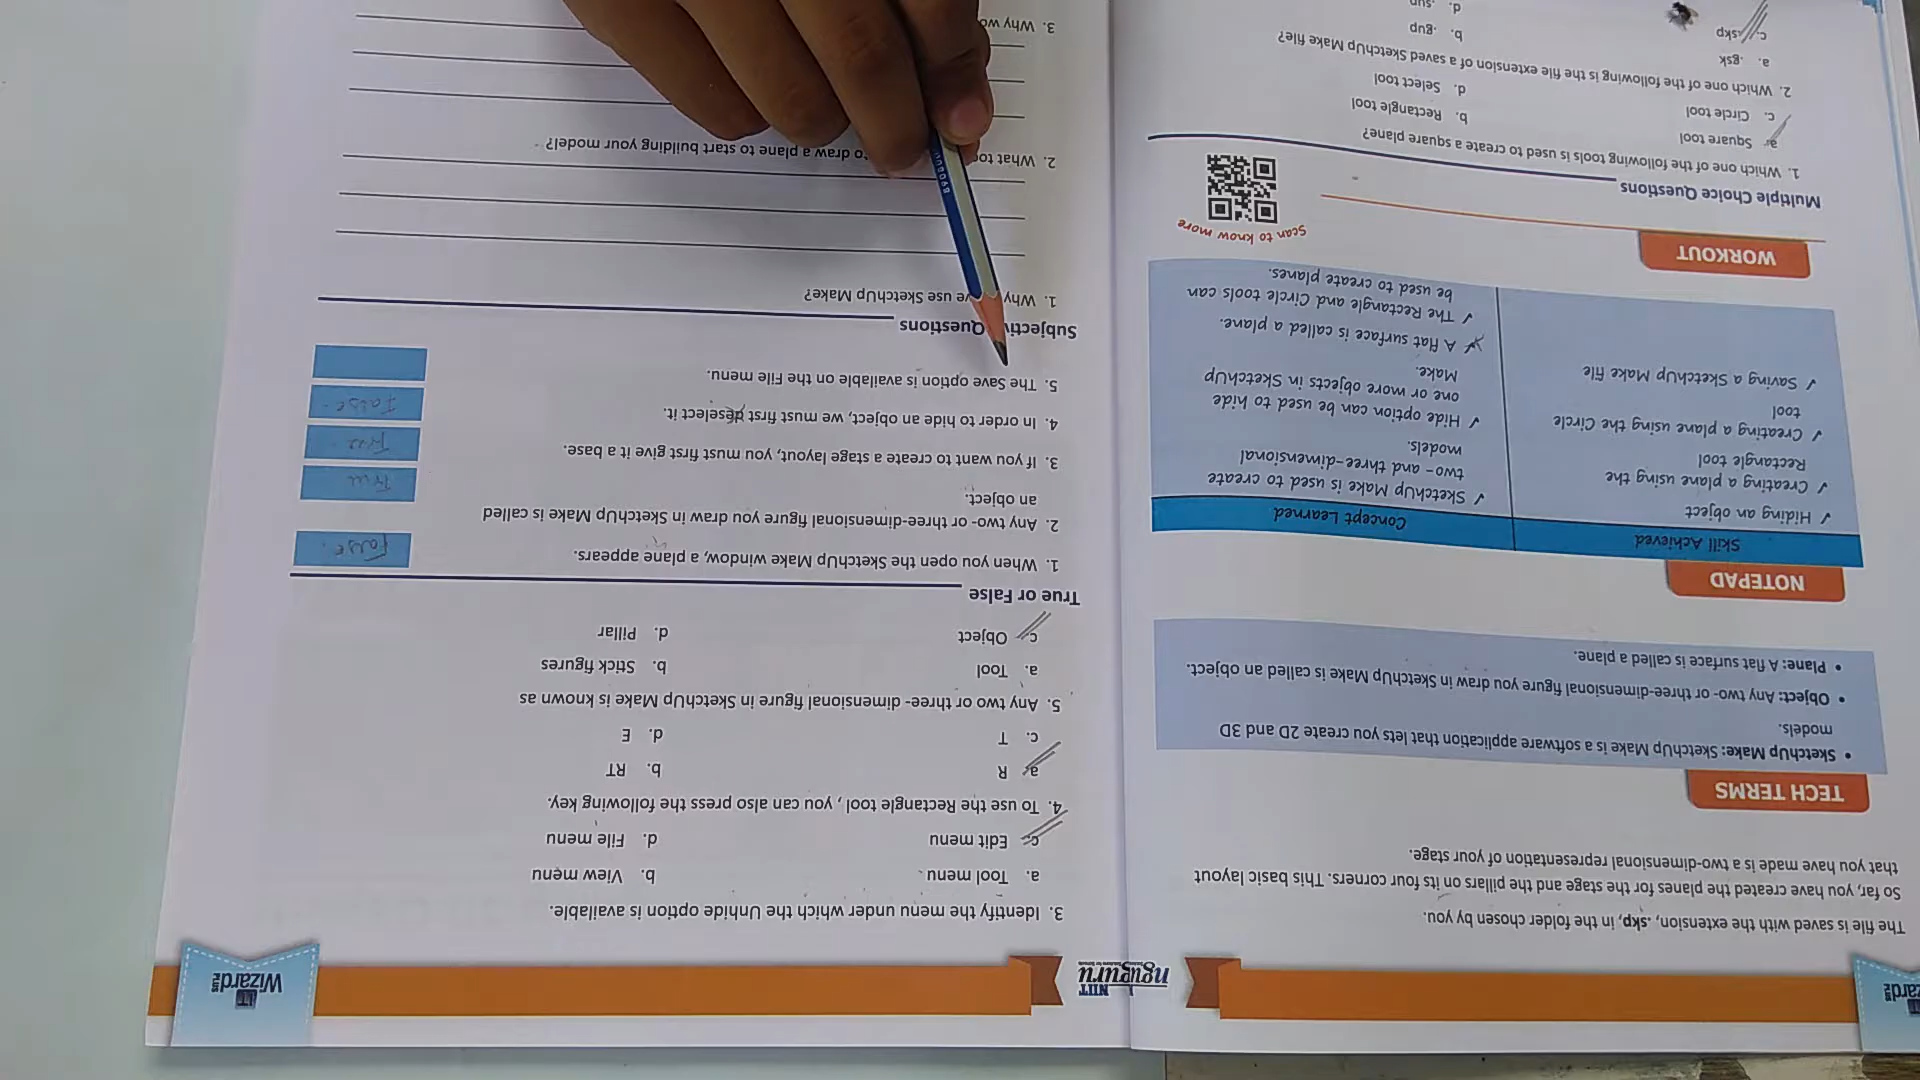 The file is saved with the extension, .skp, in the folder chosen by you.
So far, you have created the planes for the stage and the pillars on its four corners. This basic layout
that you have made is a two-dimensional representation of your stage.
TECH TERMS
• SketchUp Make: SketchUp Make is a software application that lets you create 2D and 3D
models.
• Object: Any two- or three-dimensional figure you draw in SketchUp Make is called an object.
• Plane: A flat surface is called a plane.
NOTEPAD
Skill Achieved
✓ Hiding an object
✓ Creating a plane using the
Rectangle tool
✓ Creating a plane using the Circle
tool
✓ Saving a SketchUp Make file
Concept Learned
✓ SketchUp Make is used to create
two- and three-dimensional
models.
✓ Hide option can be used to hide
one or more objects in SketchUp
Make.
✓ A flat surface is called a plane.
✓ The Rectangle and Circle tools can
be used to create planes.
WORKOUT
Scan to know more
Multiple Choice Questions
1. Which one of the following tools is used to create a square plane?
a. Square tool b. Rectangle tool
c. Circle tool d. Select tool
2. Which one of the following is the file extension of a saved SketchUp Make file?
a. .gsk b. .gup
c. .skp d. .sun
NIIT
nguru
IT
Wizard
PLUS
3. Identify the menu under which the Unhide option is available.
a. Tool menu b. View menu
c. Edit menu d. File menu
4. To use the Rectangle tool, you can also press the following key.
a. R b. RT
c. T d. E
5. Any two or three- dimensional figure in SketchUp Make is known as
a. Tool b. Stick figures
c. Object d. Pillar
True or False
1. When you open the SketchUp Make window, a plane appears. False.
2. Any two- or three-dimensional figure you draw in SketchUp Make is called
an object. True
3. If you want to create a stage layout, you must first give it a base. True
4. In order to hide an object, we must first deselect it. False
5. The Save option is available on the File menu.
Subjective Questions
1. Why we use SketchUp Make?
2. What to draw a plane to start building your model?
3. Why